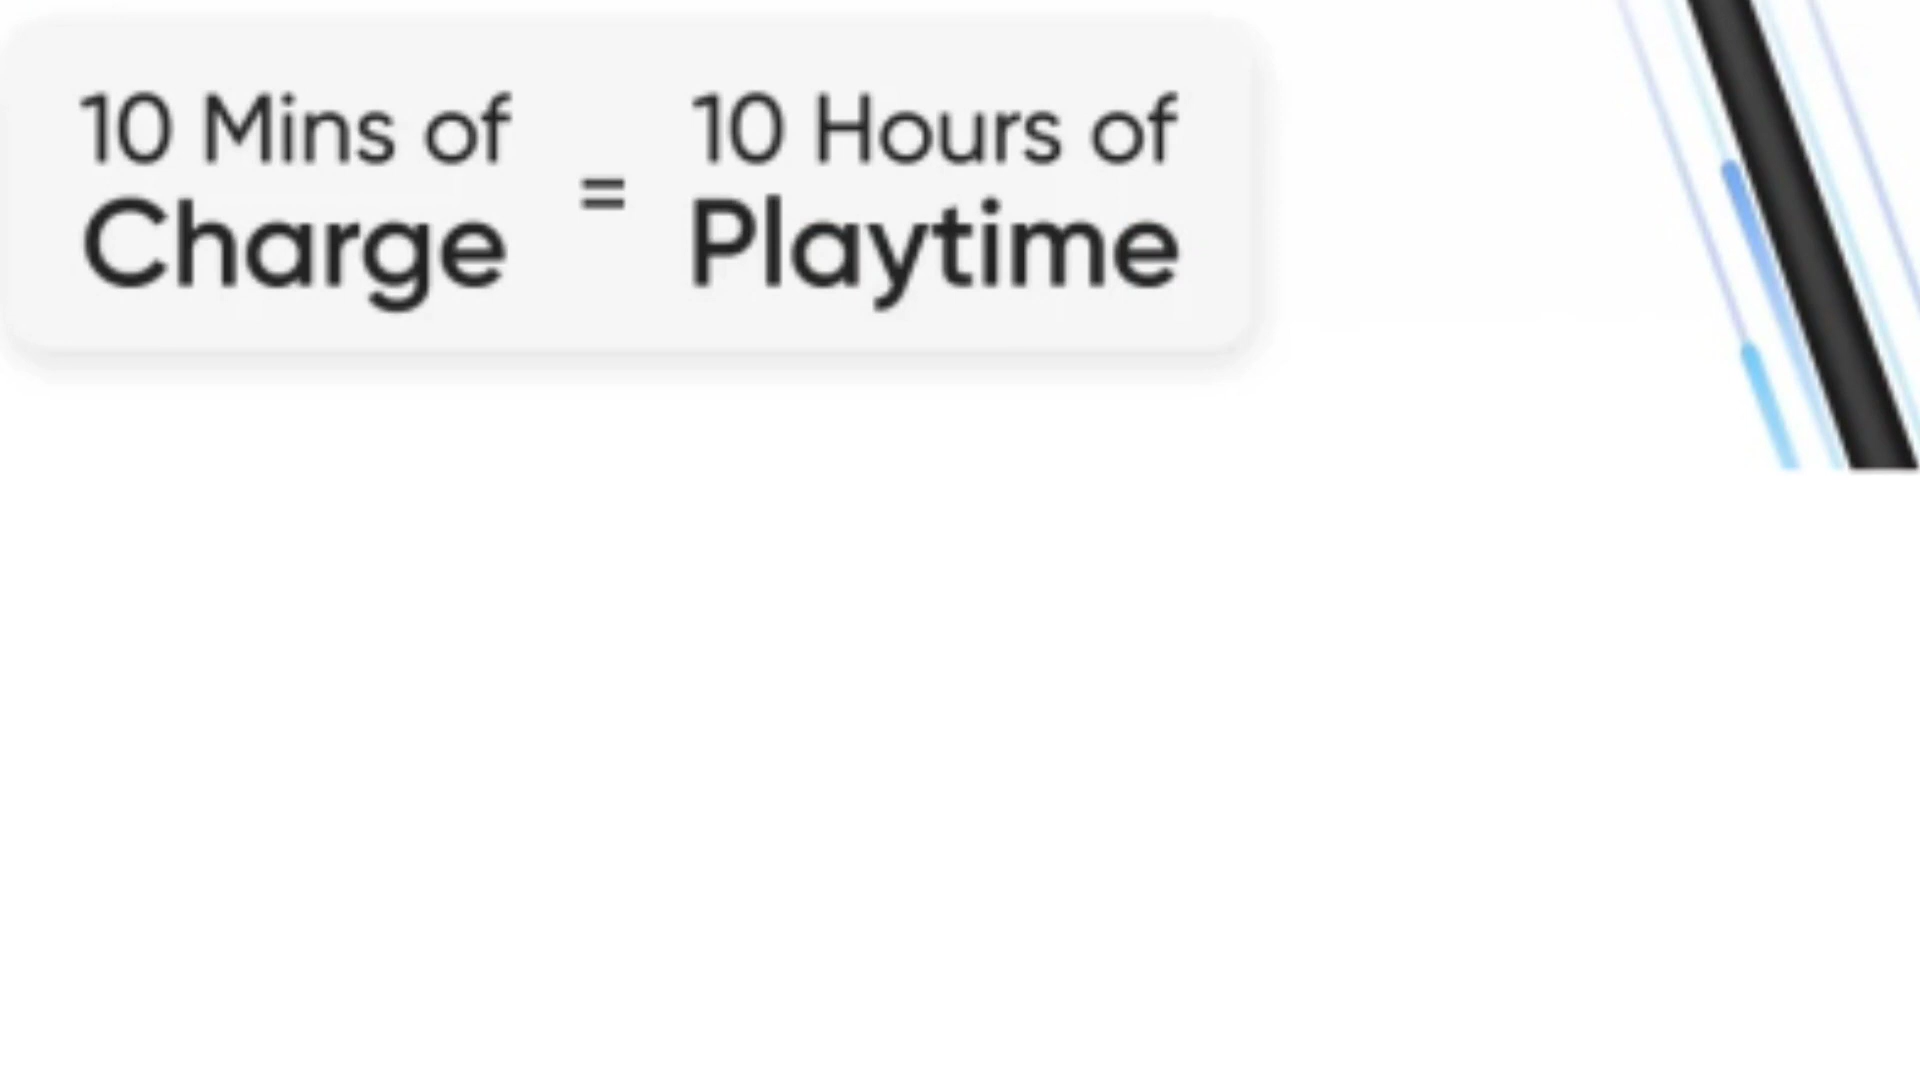 10 Mins of
Charge
=
10 Hours of
Playtime